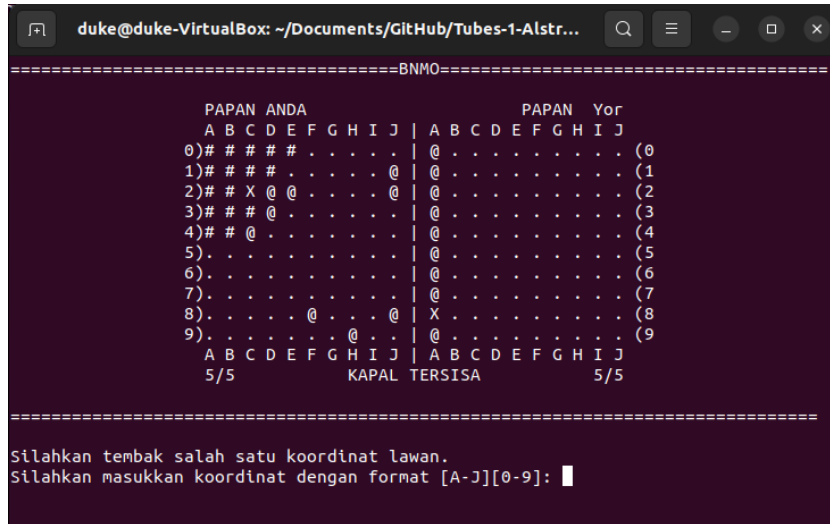 duke@duke-VirtualBox: ~/Documents/GitHub/Tubes-1-Alstr...
======================================BNMO======================================
PAPAN ANDA                     PAPAN  Yor
A B C D E F G H I J | A B C D E F G H I J
0)# # # # # . . . . . | @ . . . . . . . . . (0
1)# # # # . . . . . @ | @ . . . . . . . . . (1
2)# # X @ @ . . . . @ | @ . . . . . . . . . (2
3)# # # @ . . . . . . | @ . . . . . . . . . (3
4)# # @ . . . . . . . | @ . . . . . . . . . (4
5). . . . . . . . . . | @ . . . . . . . . . (5
6). . . . . . . . . . | @ . . . . . . . . . (6
7). . . . . . . . . . | @ . . . . . . . . . (7
8). . . . . @ . . . @ | X . . . . . . . . . (8
9). . . . . . . @ . . | @ . . . . . . . . . (9
A B C D E F G H I J | A B C D E F G H I J
5/5           KAPAL TERSISA           5/5
===============================================================================
Silahkan tembak salah satu koordinat lawan.
Silahkan masukkan koordinat dengan format [A-J][0-9]: